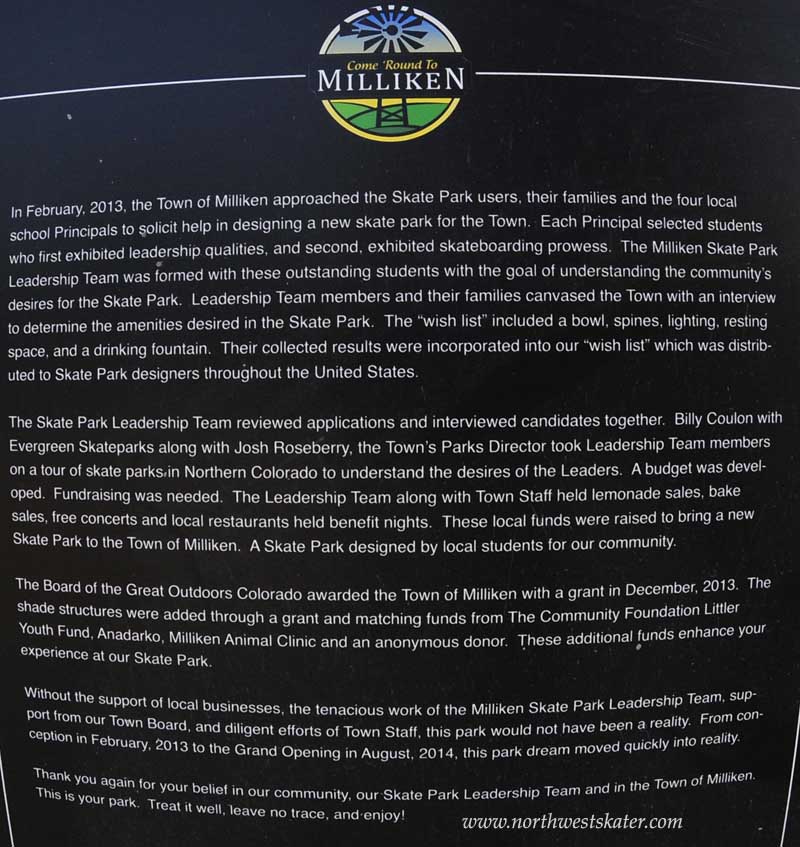 Come 'Round To
MILLIKEN
In February, 2013, the Town of Milliken approached the Skate Park users, their families and the four local
school Principals to solicit help in designing a new skate park for the Town. Each Principal selected students
who first exhibited leadership qualities, and second, exhibited skateboarding prowess. The Milliken Skate Park
Leadership Team was formed with these outstanding students with the goal of understanding the community's
desires for the Skate Park. Leadership Team members and their families canvased the Town with an interview
to determine the amenities desired in the Skate Park. The "wish list" included a bowl, spines, lighting, resting
space, and a drinking fountain. Their collected results were incorporated into our "wish list" which was distrib-
uted to Skate Park designers throughout the United States.
The Skate Park Leadership Team reviewed applications and interviewed candidates together. Billy Coulon with
Evergreen Skateparks along with Josh Roseberry, the Town's Parks Director took Leadership Team members
on a tour of skate parks in Northern Colorado to understand the desires of the Leaders. A budget was devel-
oped. Fundraising was needed. The Leadership Team along with Town Staff held lemonade sales, bake
sales, free concerts and local restaurants held benefit nights. These local funds were raised to bring a new
Skate Park to the Town of Milliken. A Skate Park designed by local students for our community.
The Board of the Great Outdoors Colorado awarded the Town of Milliken with a grant in December, 2013. The
shade structures were added through a grant and matching funds from The Community Foundation Littler
Youth Fund, Anadarko, Milliken Animal Clinic and an anonymous donor. These additional funds enhance your
experience at our Skate Park.
Without the support of local businesses, the tenacious work of the Milliken Skate Park Leadership Team, sup-
port from our Town Board, and diligent efforts of Town Staff, this park would not have been a reality. From con-
ception in February, 2013 to the Grand Opening in August, 2014, this park dream moved quickly into reality.
Thank you again for your belief in our community, our Skate Park Leadership Team and in the Town of Milliken.
This is your park. Treat it well, leave no trace, and enjoy!
www.northwestskater.com